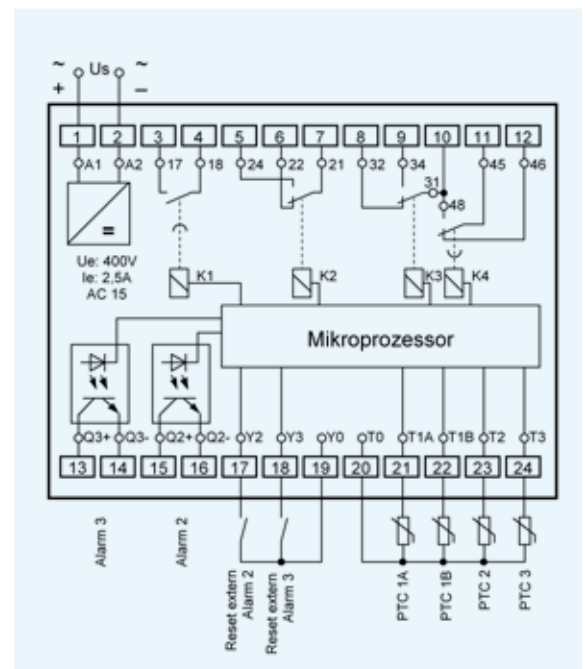 ~ Us ~
+ −
1 2 3 4 5 6 7 8 9 10 11 12
A1 A2 17 18 24 22 21 32 34 31 48 45 46
=
Ue: 400V
Ie: 2,5A
AC 15
K1 K2 K3 K4
Mikroprozessor
Q3+ Q3- Q2+ Q2- Y2 Y3 Y0 T0 T1A T1B T2 T3
13 14 15 16 17 18 19 20 21 22 23 24
Alarm 3
Alarm 2
Reset extern
Alarm 2
Reset extern
Alarm 3
PTC 1A
PTC 1B
PTC 2
PTC 3